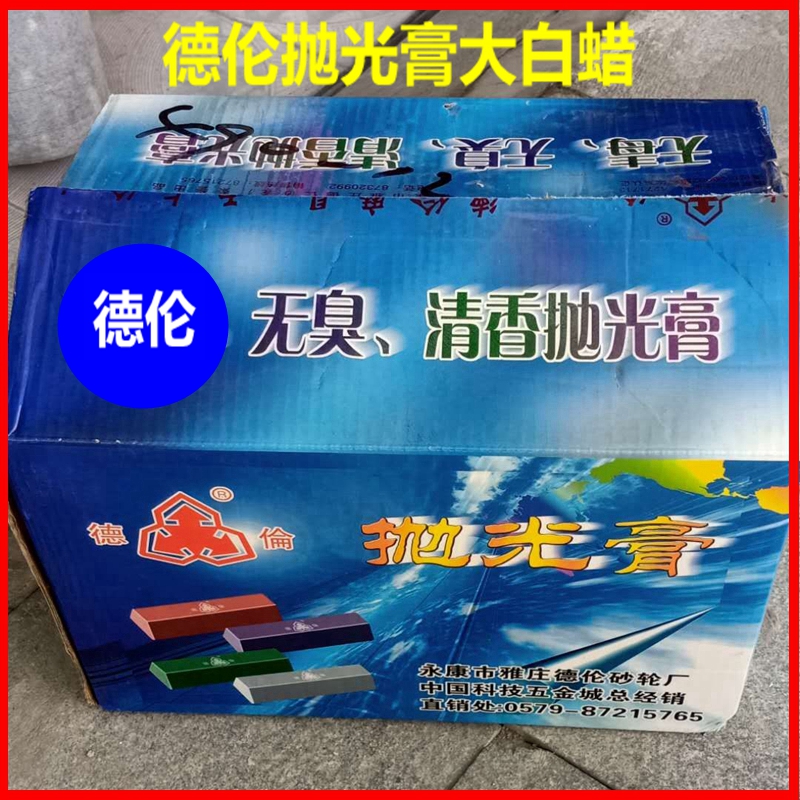 德伦抛光膏大白蜡
无毒、无臭、清香抛光膏
87320992
87215765
德伦
无臭、清香抛光膏
德 ® 倫
抛光膏
永康市雅庄德伦砂轮厂
中国科技五金城总经销
直销处:0579-87215765